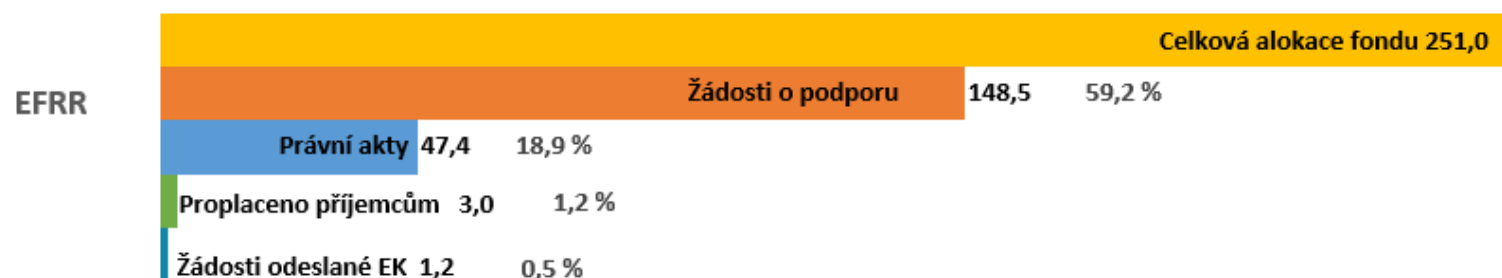 Celková alokace fondu 251,0
EFRR
Žádosti o podporu 148,5 59,2 %
Právní akty 47,4 18,9 %
Proplaceno příjemcům 3,0 1,2 %
Žádosti odeslané EK 1,2 0,5 %